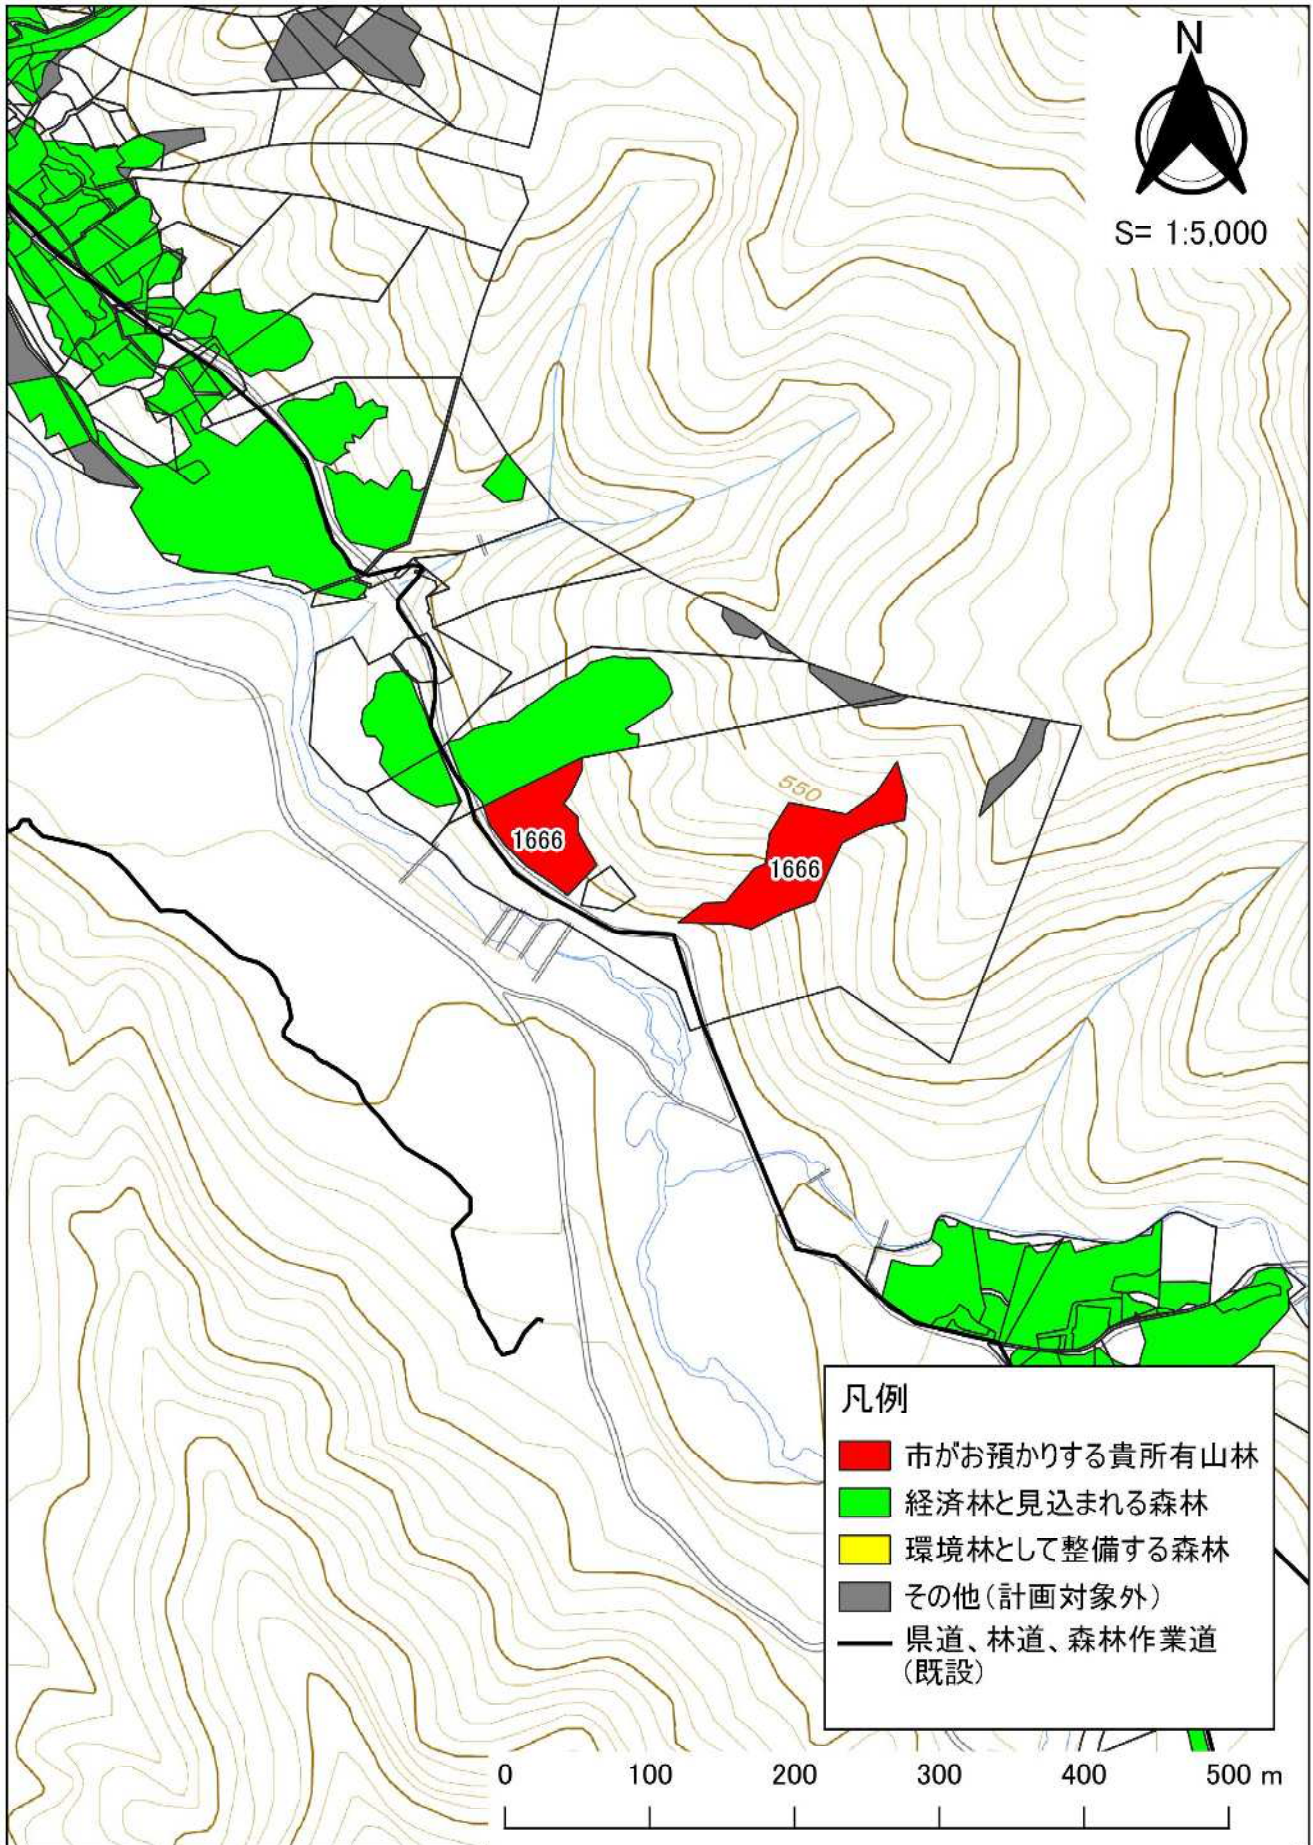 N
S= 1:5,000
550
1666
1666
凡例
市がお預かりする貴所有山林
経済林と見込まれる森林
環境林として整備する森林
その他(計画対象外)
県道、林道、森林作業道
(既設)
0 100 200 300 400 500 m